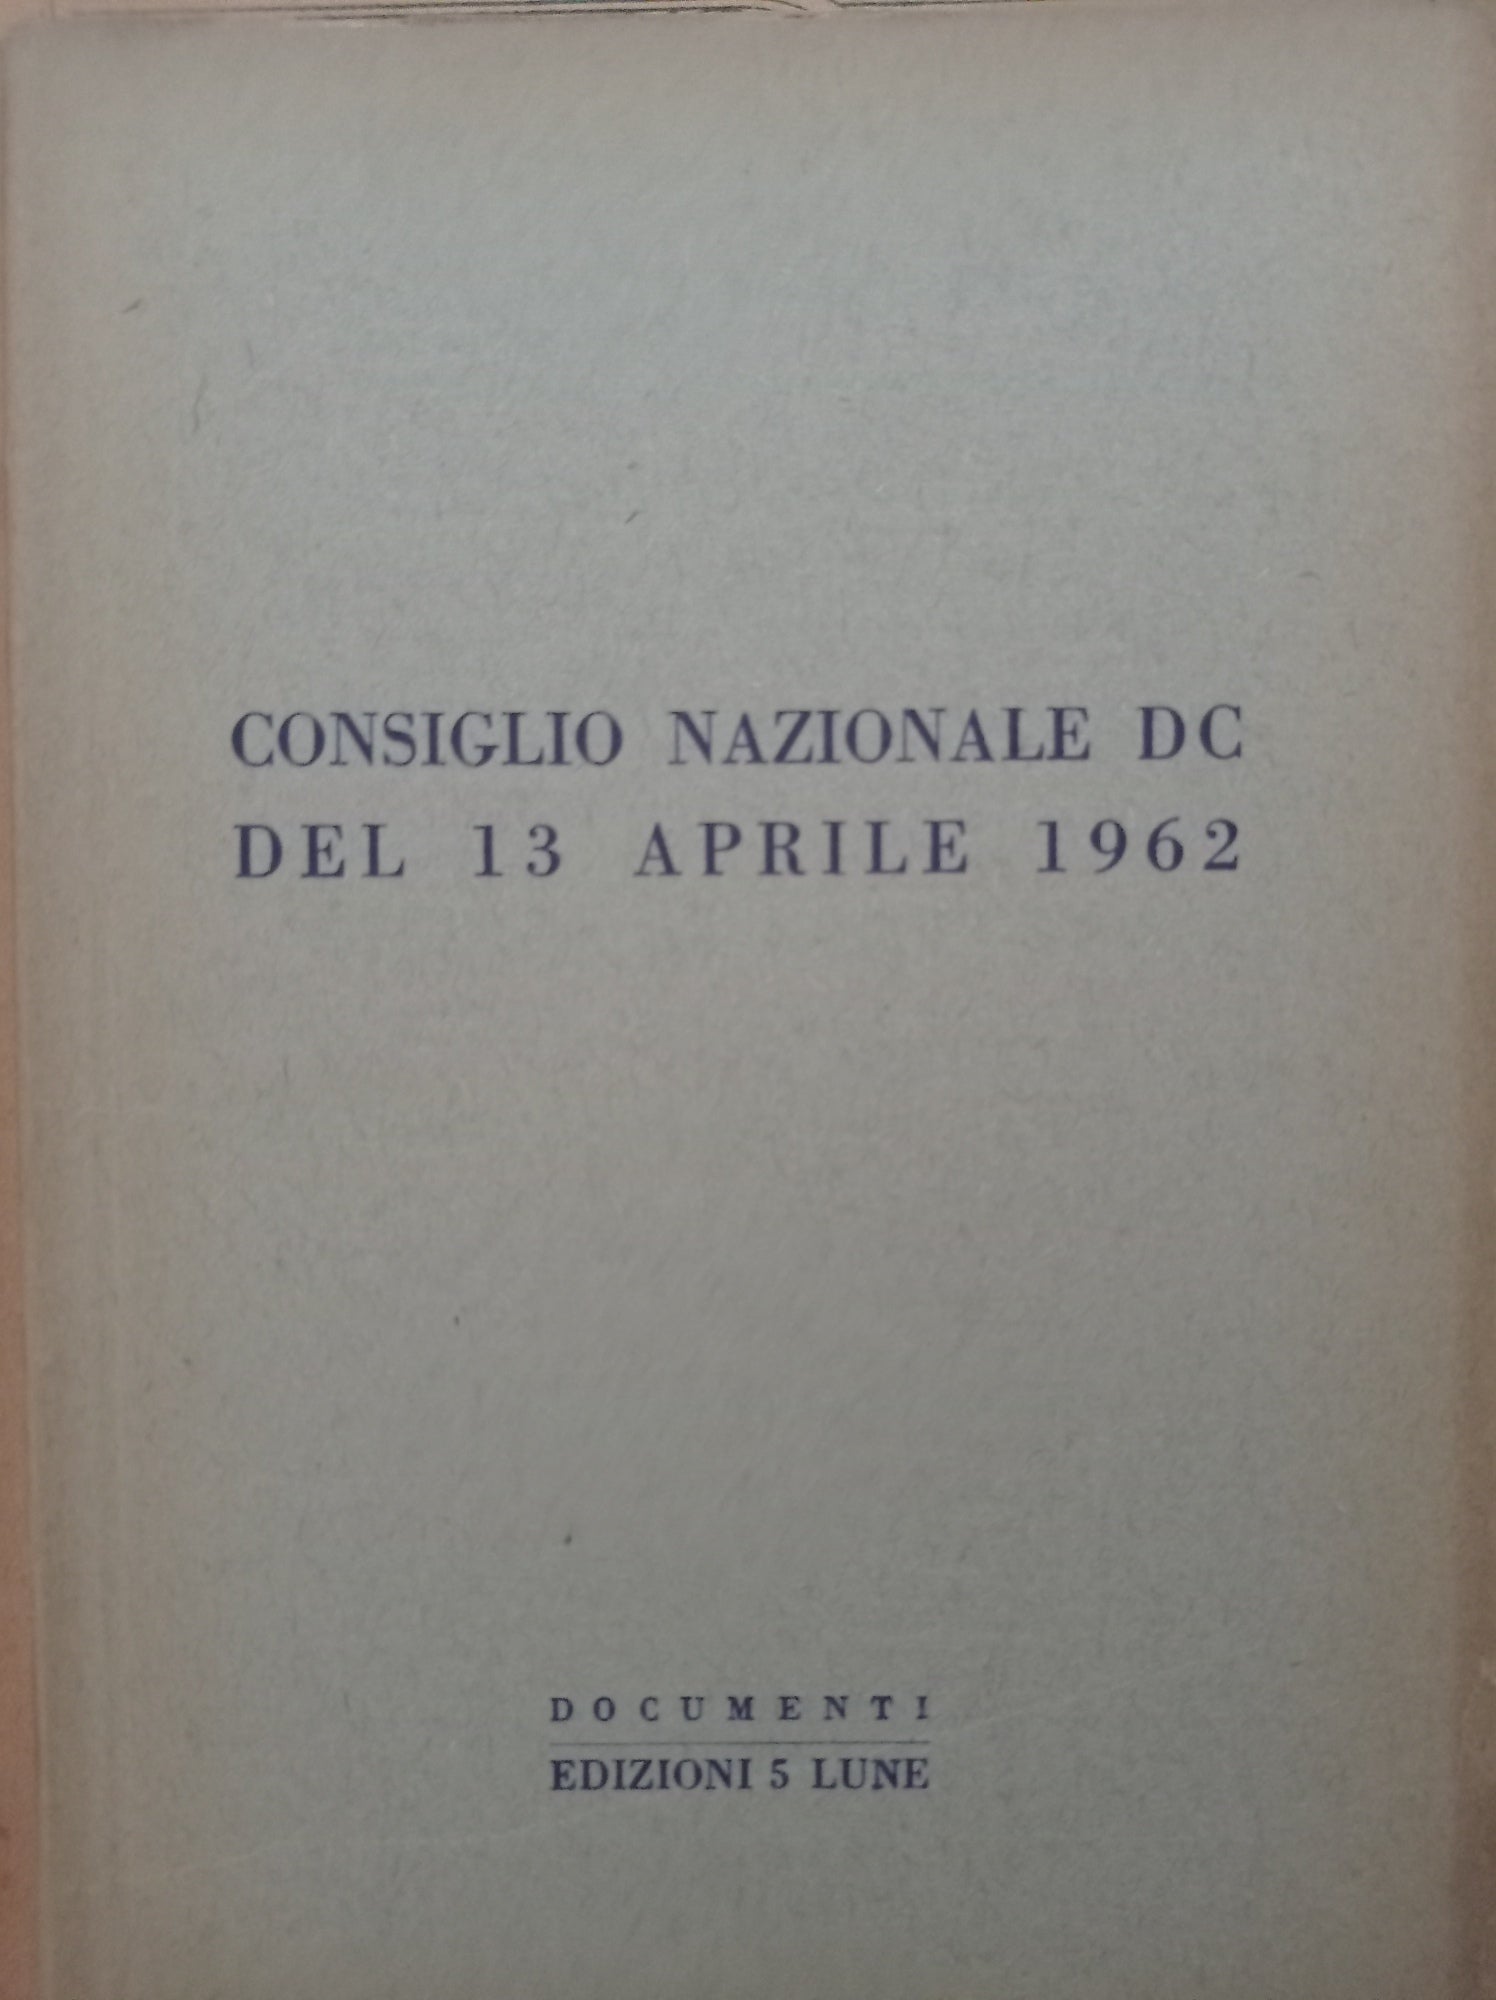 CONSIGLIO NAZIONALE DC
DEL 13 APRILE 1962
DOCUMENTI
EDIZIONI 5 LUNE